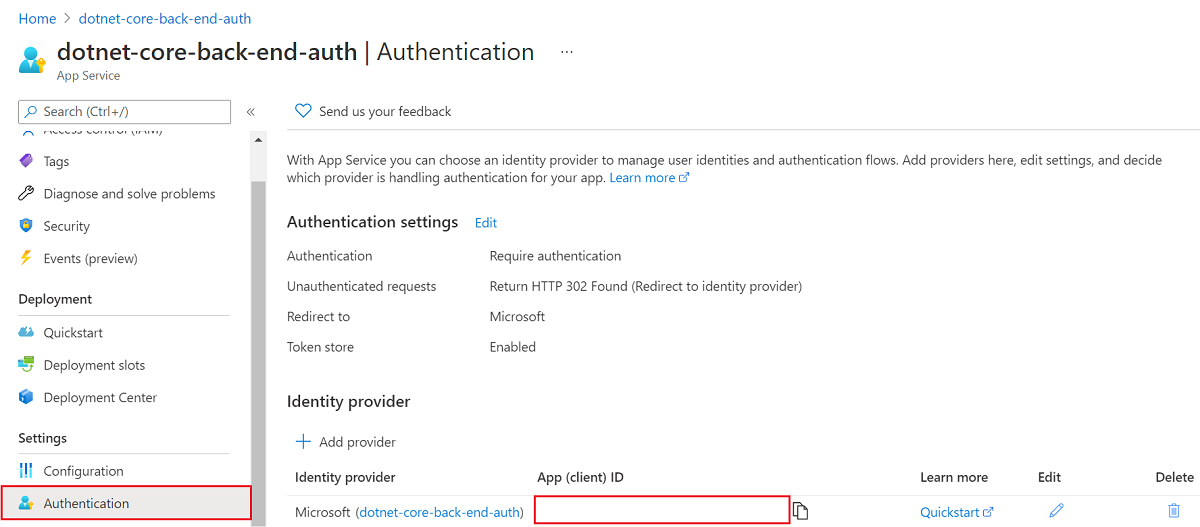 Home > dotnet-core-back-end-auth
dotnet-core-back-end-auth | Authentication ...
App Service
Search (Ctrl+/) «
Access control (IAM)
Tags
Diagnose and solve problems
Security
Events (preview)
Deployment
Quickstart
Deployment slots
Deployment Center
Settings
Configuration
Authentication
Send us your feedback
With App Service you can choose an identity provider to manage user identities and authentication flows. Add providers here, edit settings, and decide
which provider is handling authentication for your app. Learn more
Authentication settings Edit
Authentication Require authentication
Unauthenticated requests Return HTTP 302 Found (Redirect to identity provider)
Redirect to Microsoft
Token store Enabled
Identity provider
Add provider
Identity provider App (client) ID Learn more Edit Delete
Microsoft (dotnet-core-back-end-auth) Quickstart